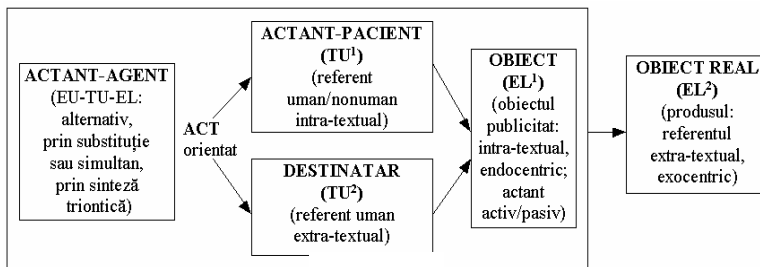 ACTANT-AGENT
(EU-TU-EL:
alternativ,
prin substituție
sau simultan,
prin sinteză
triontică)
ACT
orientat
ACTANT-PACIENT
(TU¹)
(referent
uman/nonuman
intra-textual)
DESTINATAR
(TU²)
(referent uman
extra-textual)
OBIECT
(EL¹)
(obiectul
publicitat:
intra-textual,
endocentric;
actant
activ/pasiv)
OBIECT REAL
(EL²)
(produsul:
referentul
extra-textual,
exocentric)